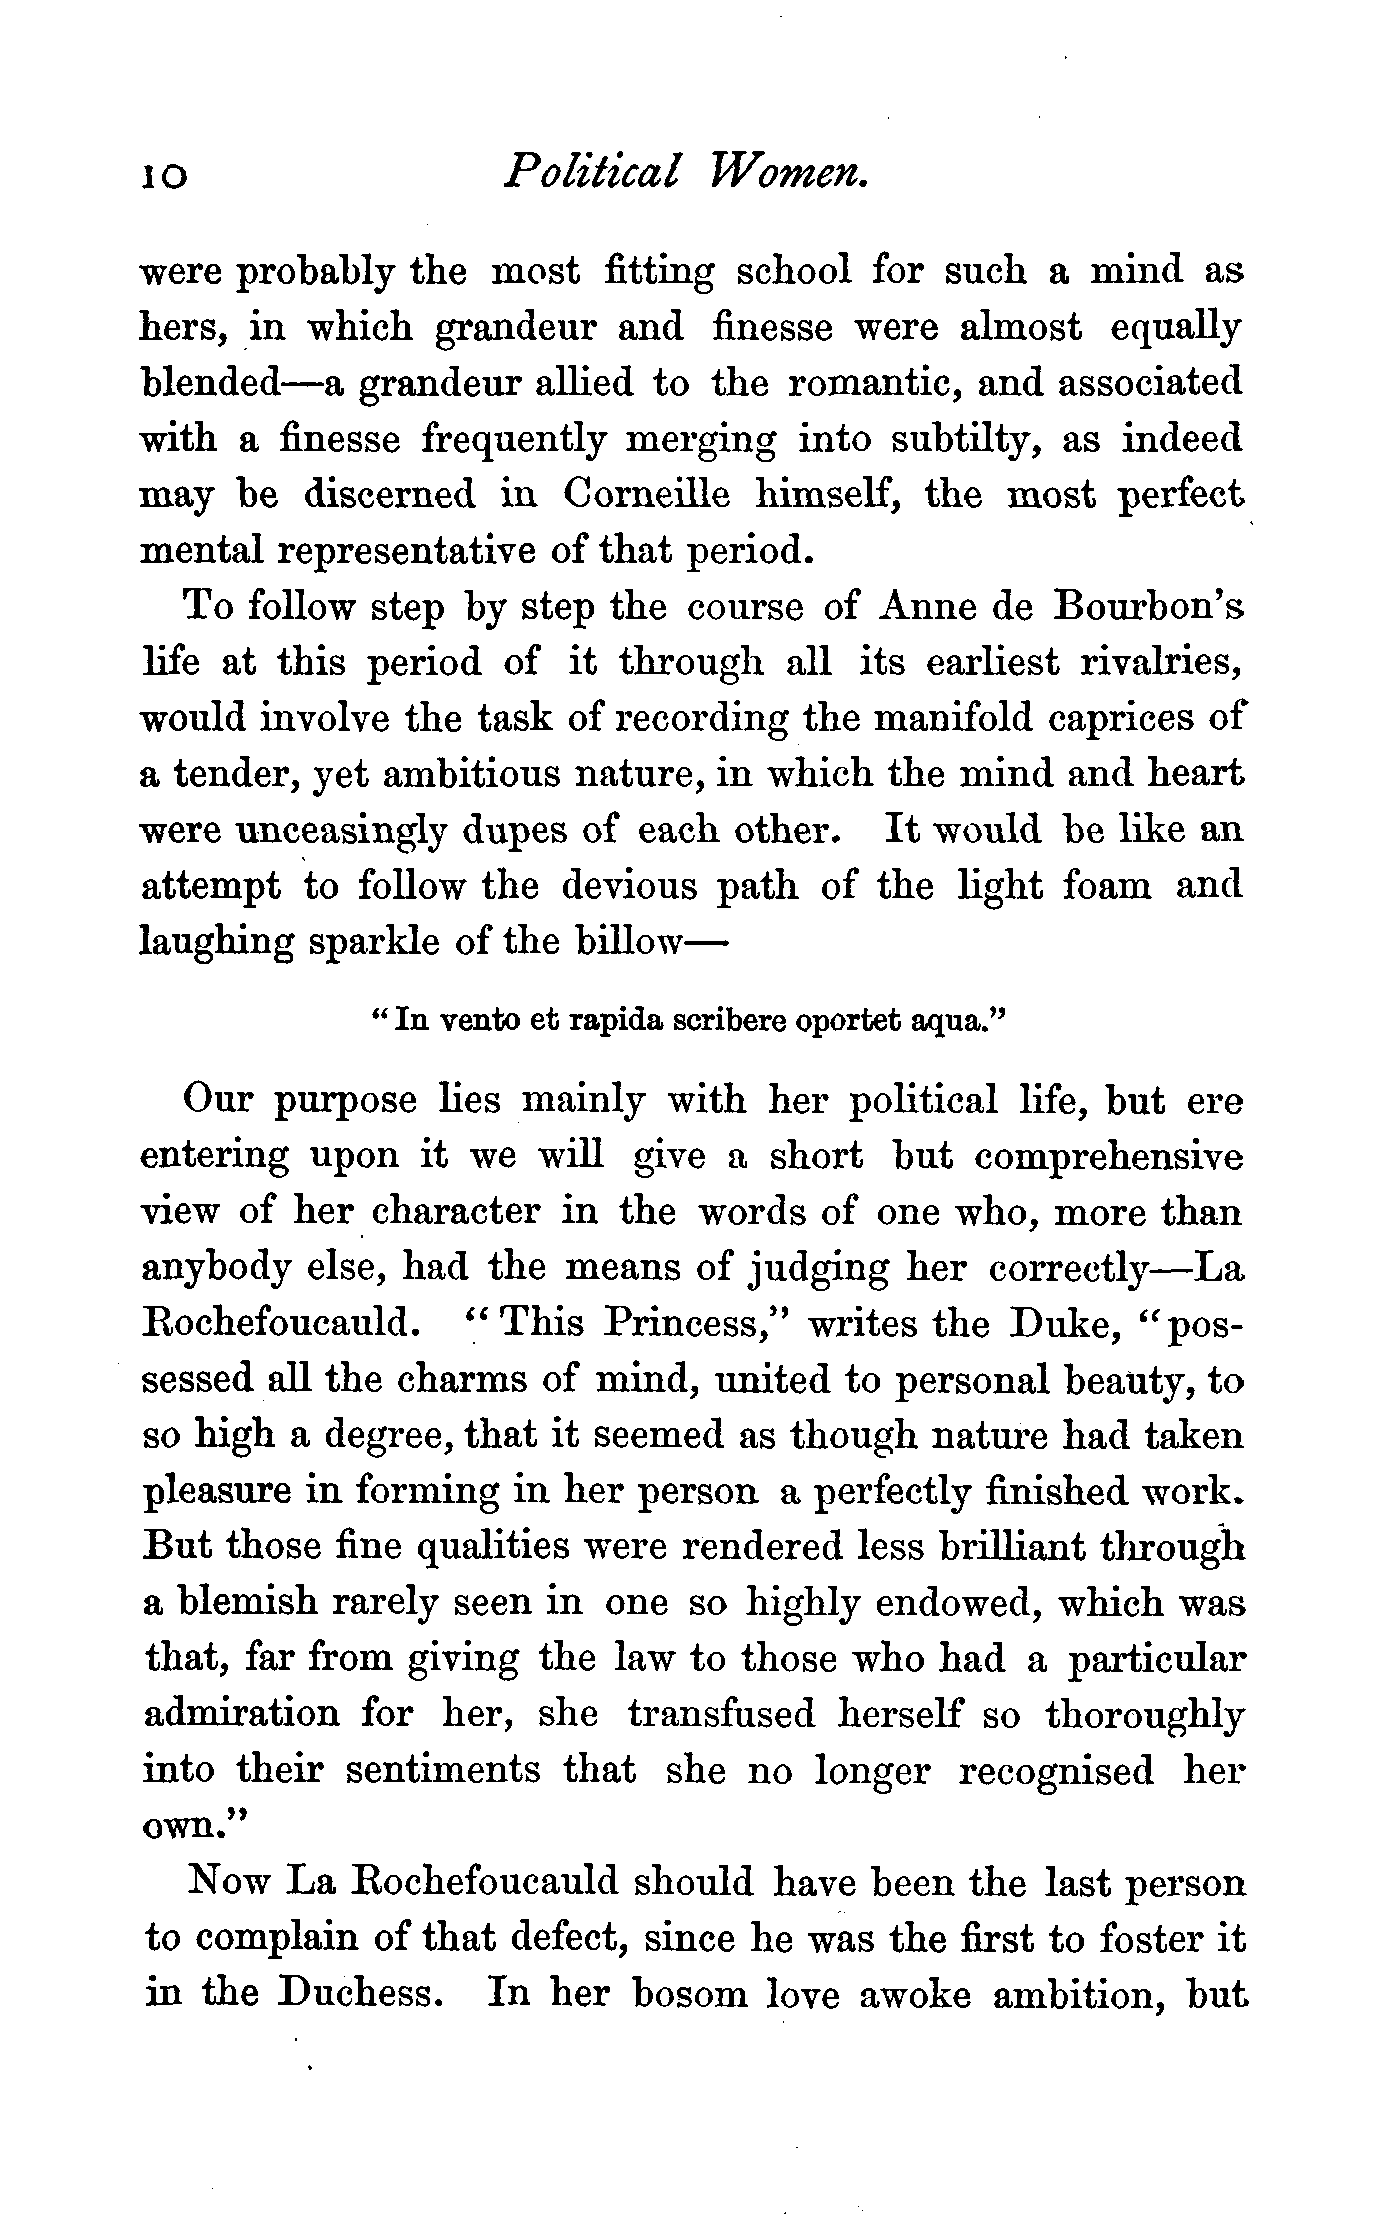 10 Political Women.
were probably the most fitting school for such a mind as
hers, in which grandeur and finesse were almost equally
blended—a grandeur allied to the romantic, and associated
with a finesse frequently merging into subtilty, as indeed
may be discerned in Corneille himself, the most perfect
mental representative of that period.
To follow step by step the course of Anne de Bourbon's
life at this period of it through all its earliest rivalries,
would involve the task of recording the manifold caprices of
a tender, yet ambitious nature, in which the mind and heart
were unceasingly dupes of each other. It would be like an
attempt to follow the devious path of the light foam and
laughing sparkle of the billow—
"In vento et rapida scribere oportet aqua."
Our purpose lies mainly with her political life, but ere
entering upon it we will give a short but comprehensive
view of her character in the words of one who, more than
anybody else, had the means of judging her correctly—La
Rochefoucauld. "This Princess," writes the Duke, "pos-
sessed all the charms of mind, united to personal beauty, to
so high a degree, that it seemed as though nature had taken
pleasure in forming in her person a perfectly finished work.
But those fine qualities were rendered less brilliant through
a blemish rarely seen in one so highly endowed, which was
that, far from giving the law to those who had a particular
admiration for her, she transfused herself so thoroughly
into their sentiments that she no longer recognised her
own."
Now La Rochefoucauld should have been the last person
to complain of that defect, since he was the first to foster it
in the Duchess. In her bosom love awoke ambition, but